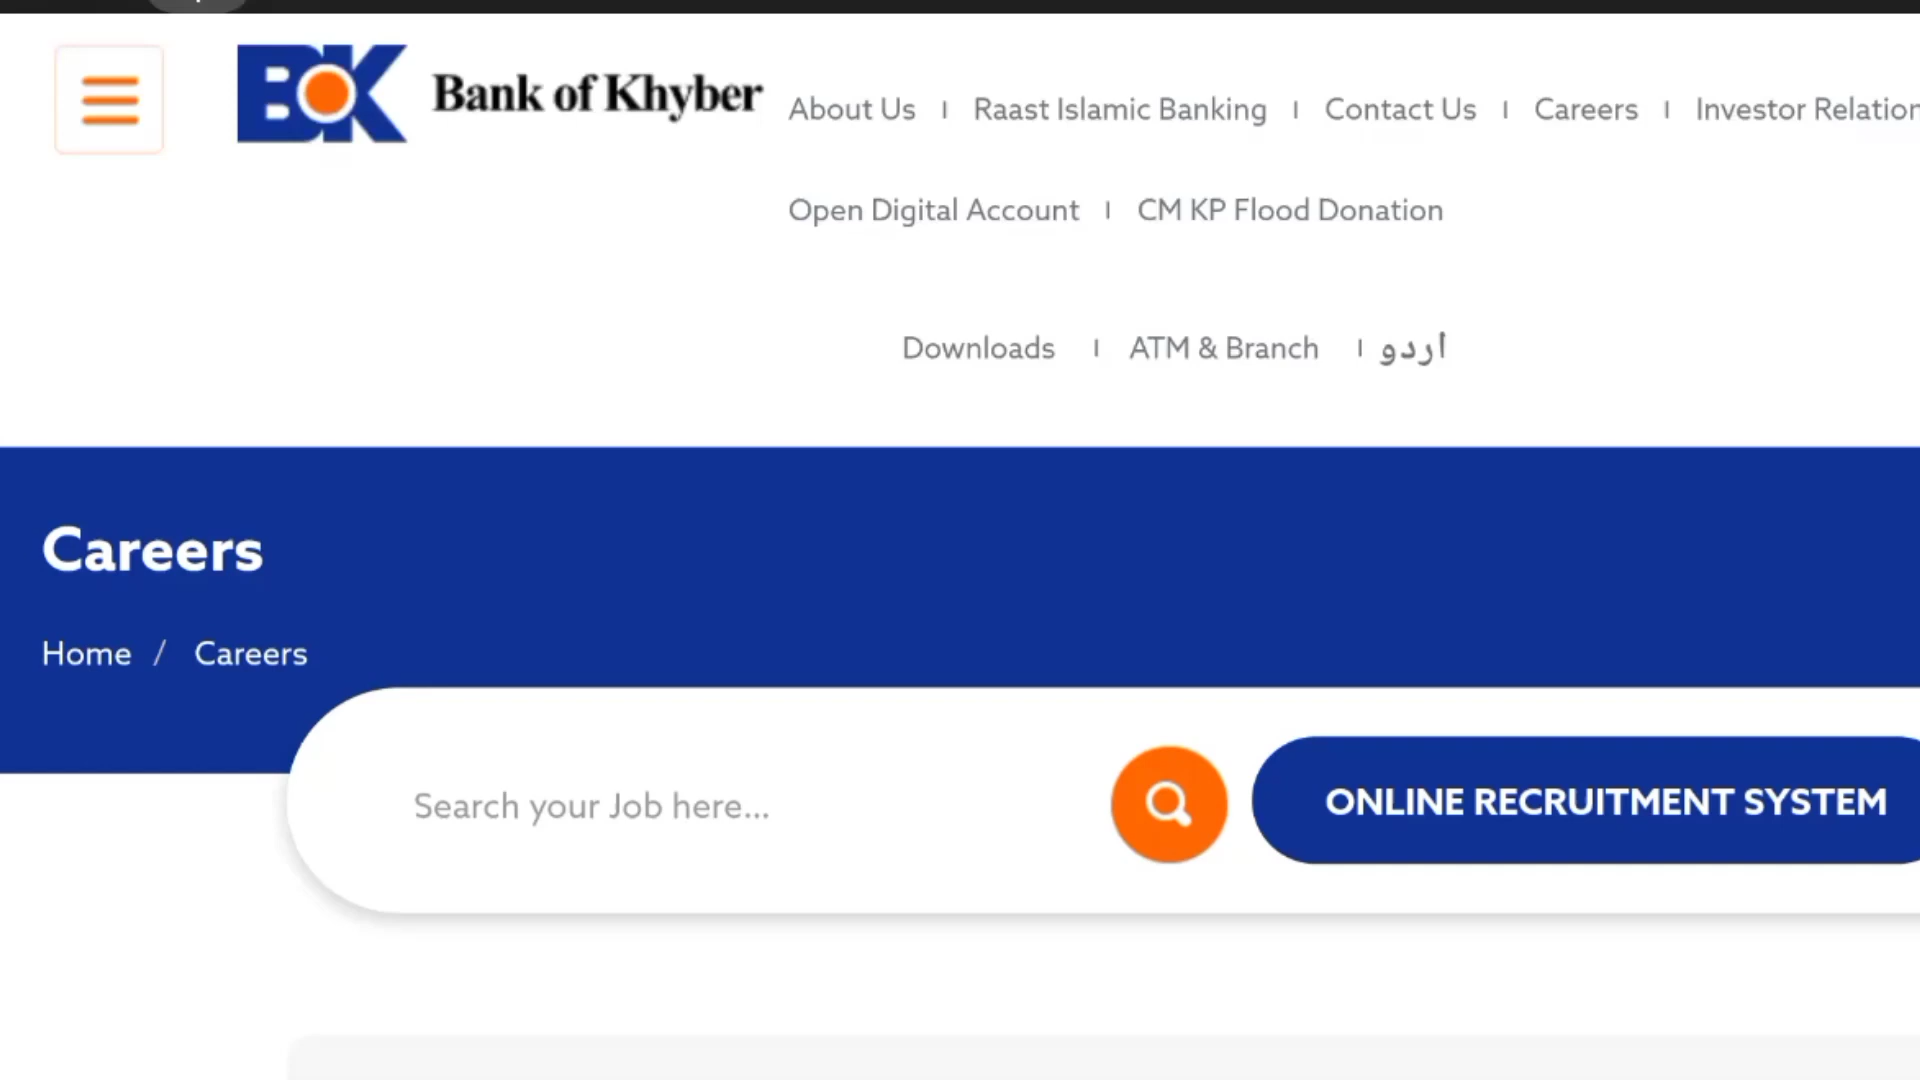 BOK Bank of Khyber
About Us | Raast Islamic Banking | Contact Us | Careers | Investor Relation
Open Digital Account | CM KP Flood Donation
Downloads | ATM & Branch | اردو
Careers
Home / Careers
Search your Job here...
ONLINE RECRUITMENT SYSTEM